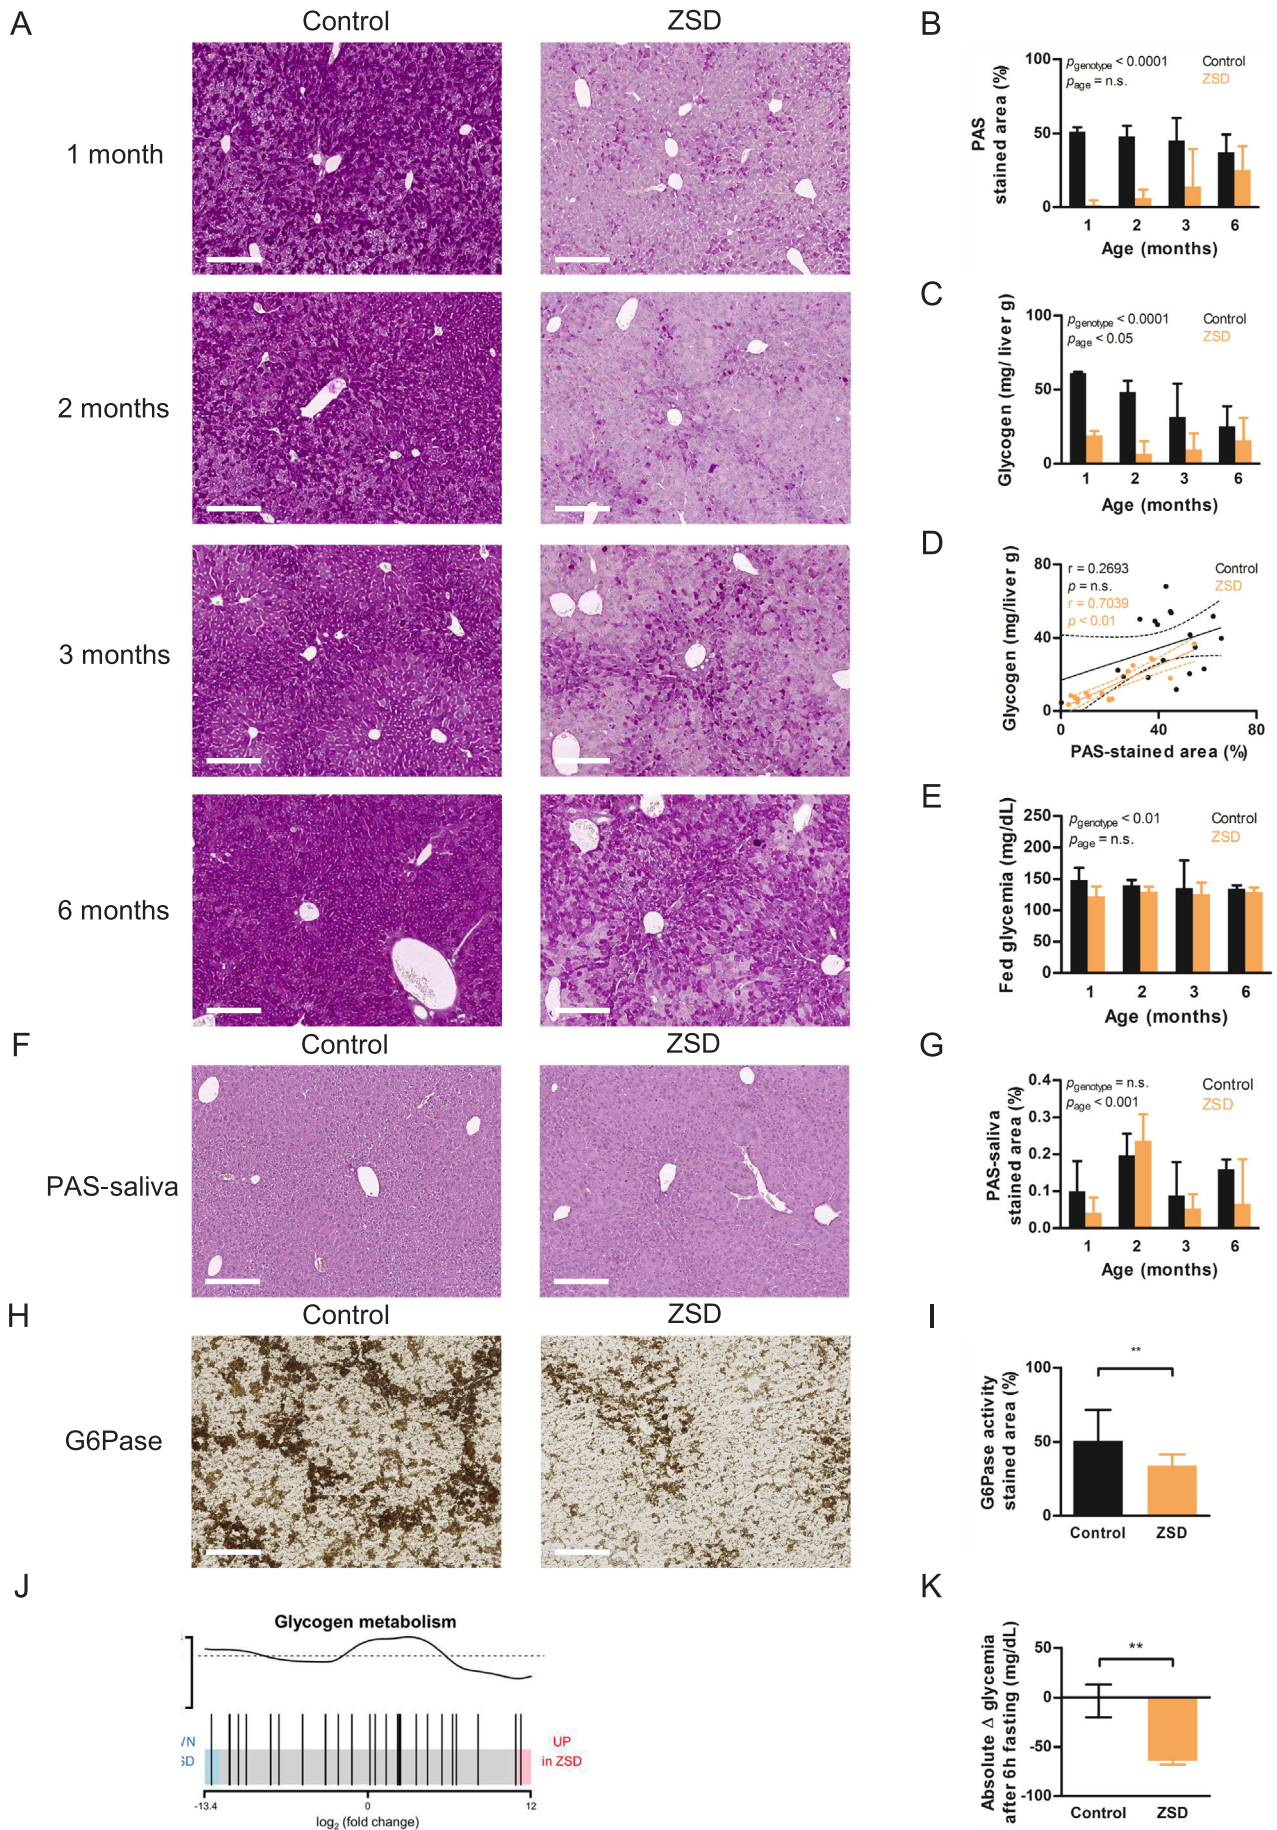 A
Control
ZSD
1 month
2 months
3 months
6 months
B
PAS
stained area (%)
100
50
0
p genotype < 0.0001
p age = n.s.
Control
ZSD
1 2 3 6
Age (months)
C
Glycogen (mg/ liver g)
100
50
0
p genotype < 0.0001
p age < 0.05
Control
ZSD
1 2 3 6
Age (months)
D
Glycogen (mg/liver g)
80
40
0
r = 0.2693
p = n.s.
r = 0.7039
p < 0.01
Control
ZSD
0 40 80
PAS-stained area (%)
E
Fed glycemia (mg/dL)
250
200
150
100
50
0
p genotype < 0.01
p age = n.s.
Control
ZSD
1 2 3 6
Age (months)
F
Control
ZSD
PAS-saliva
G
PAS-saliva
stained area (%)
0.4
0.3
0.2
0.1
0.0
p genotype = n.s.
p age < 0.001
Control
ZSD
1 2 3 6
Age (months)
H
Control
ZSD
G6Pase
I
G6Pase activity
stained area (%)
100
50
0
**
Control ZSD
J
Glycogen metabolism
/N
SD
UP
in ZSD
-13.4 0 12
log2 (fold change)
K
Absolute Δ glycemia
after 6h fasting (mg/dL)
50
0
-50
-100
**
Control ZSD